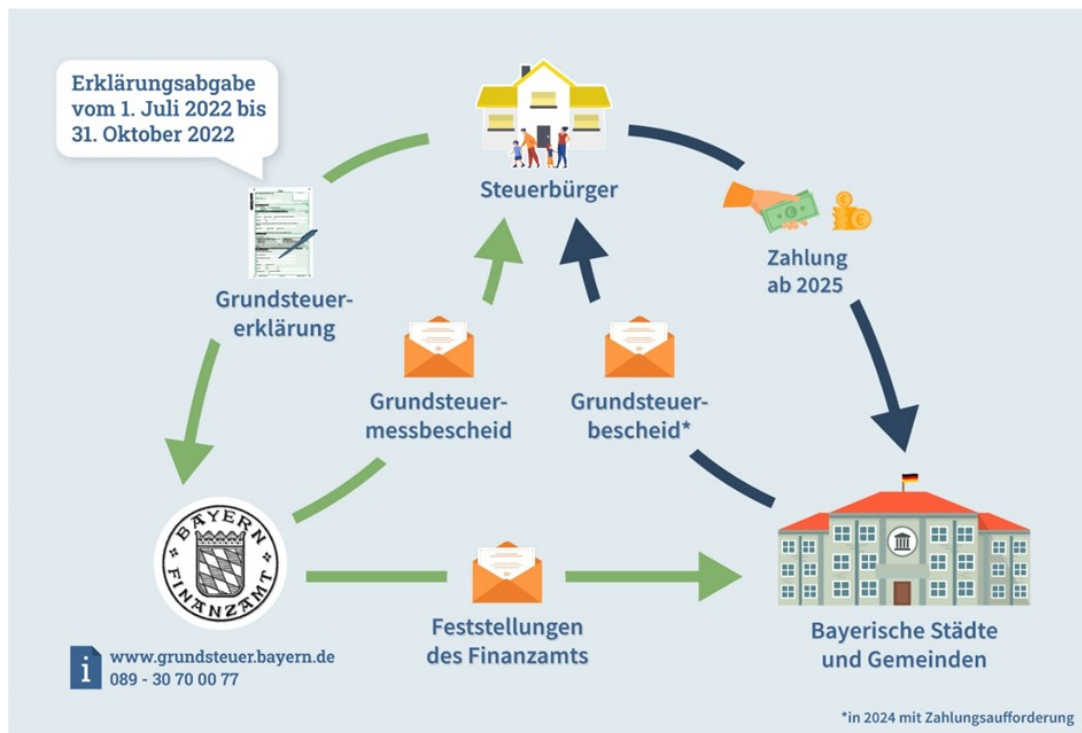 Erklärungsabgabe
vom 1. Juli 2022 bis
31. Oktober 2022
Steuerbürger
Zahlung
ab 2025
Grundsteuer-
erklärung
Grundsteuer-
messbescheid
Grundsteuer-
bescheid*
BAYERN
FINANZAMT
Feststellungen
des Finanzamts
Bayerische Städte
und Gemeinden
i
www.grundsteuer.bayern.de
089 - 30 70 00 77
*in 2024 mit Zahlungsaufforderung